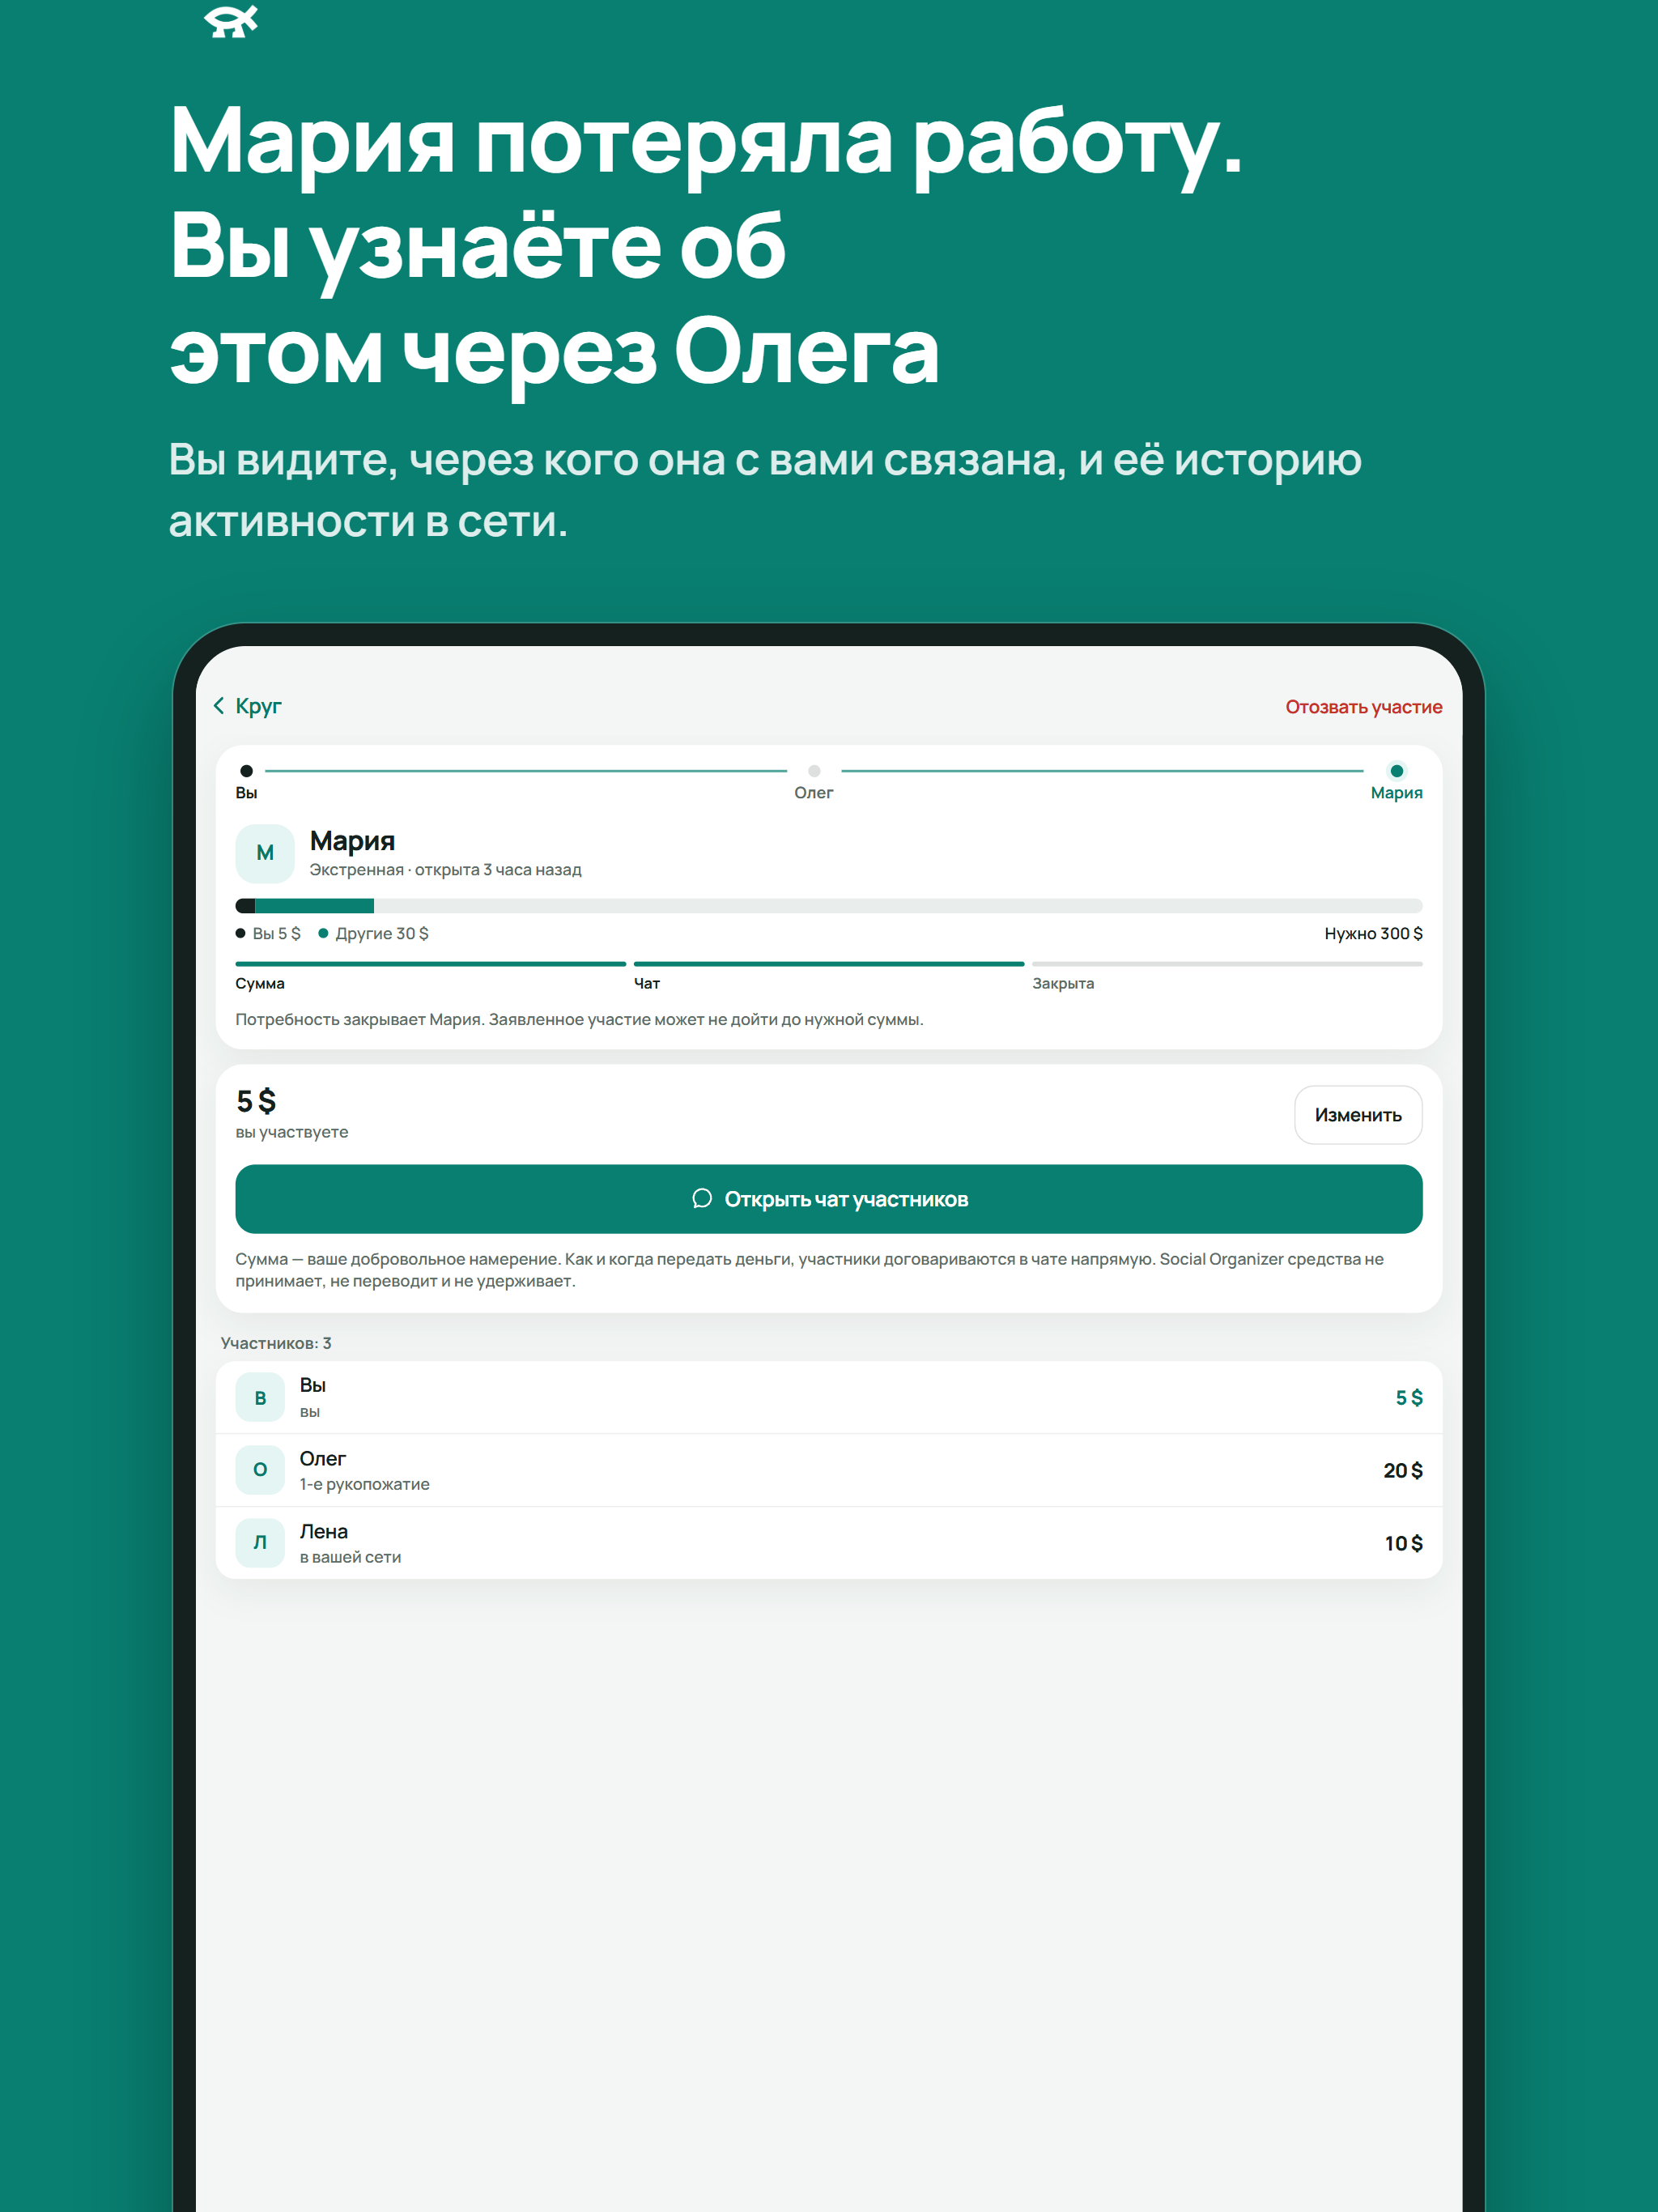 Мария потеряла работу.
Вы узнаёте об
этом через Олега
Вы видите, через кого она с вами связана, и её историю
активности в сети.
Круг
Отозвать участие
Вы
Олег
Мария
М
Мария
Экстренная · открыта 3 часа назад
Вы 5 $
Другие 30 $
Нужно 300 $
Сумма
Чат
Закрыта
Потребность закрывает Мария. Заявленное участие может не дойти до нужной суммы.
5 $
вы участвуете
Изменить
Открыть чат участников
Сумма — ваше добровольное намерение. Как и когда передать деньги, участники договариваются в чате напрямую. Social Organizer средства не
принимает, не переводит и не удерживает.
Участников: 3
В
Вы
вы
5 $
О
Олег
1-е рукопожатие
20 $
Л
Лена
в вашей сети
10 $